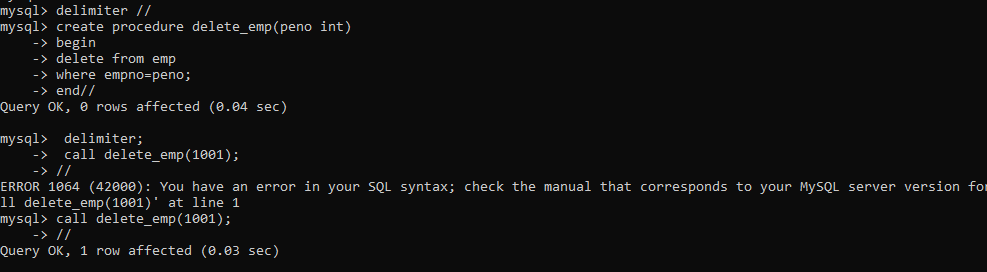 mysql> delimiter //
mysql> create procedure delete_emp(peno int)
    -> begin
    -> delete from emp
    -> where empno=peno;
    -> end//
Query OK, 0 rows affected (0.04 sec)

mysql>  delimiter;
    ->  call delete_emp(1001);
    -> //
ERROR 1064 (42000): You have an error in your SQL syntax; check the manual that corresponds to your MySQL server version for
ll delete_emp(1001)' at line 1
mysql> call delete_emp(1001);
    -> //
Query OK, 1 row affected (0.03 sec)